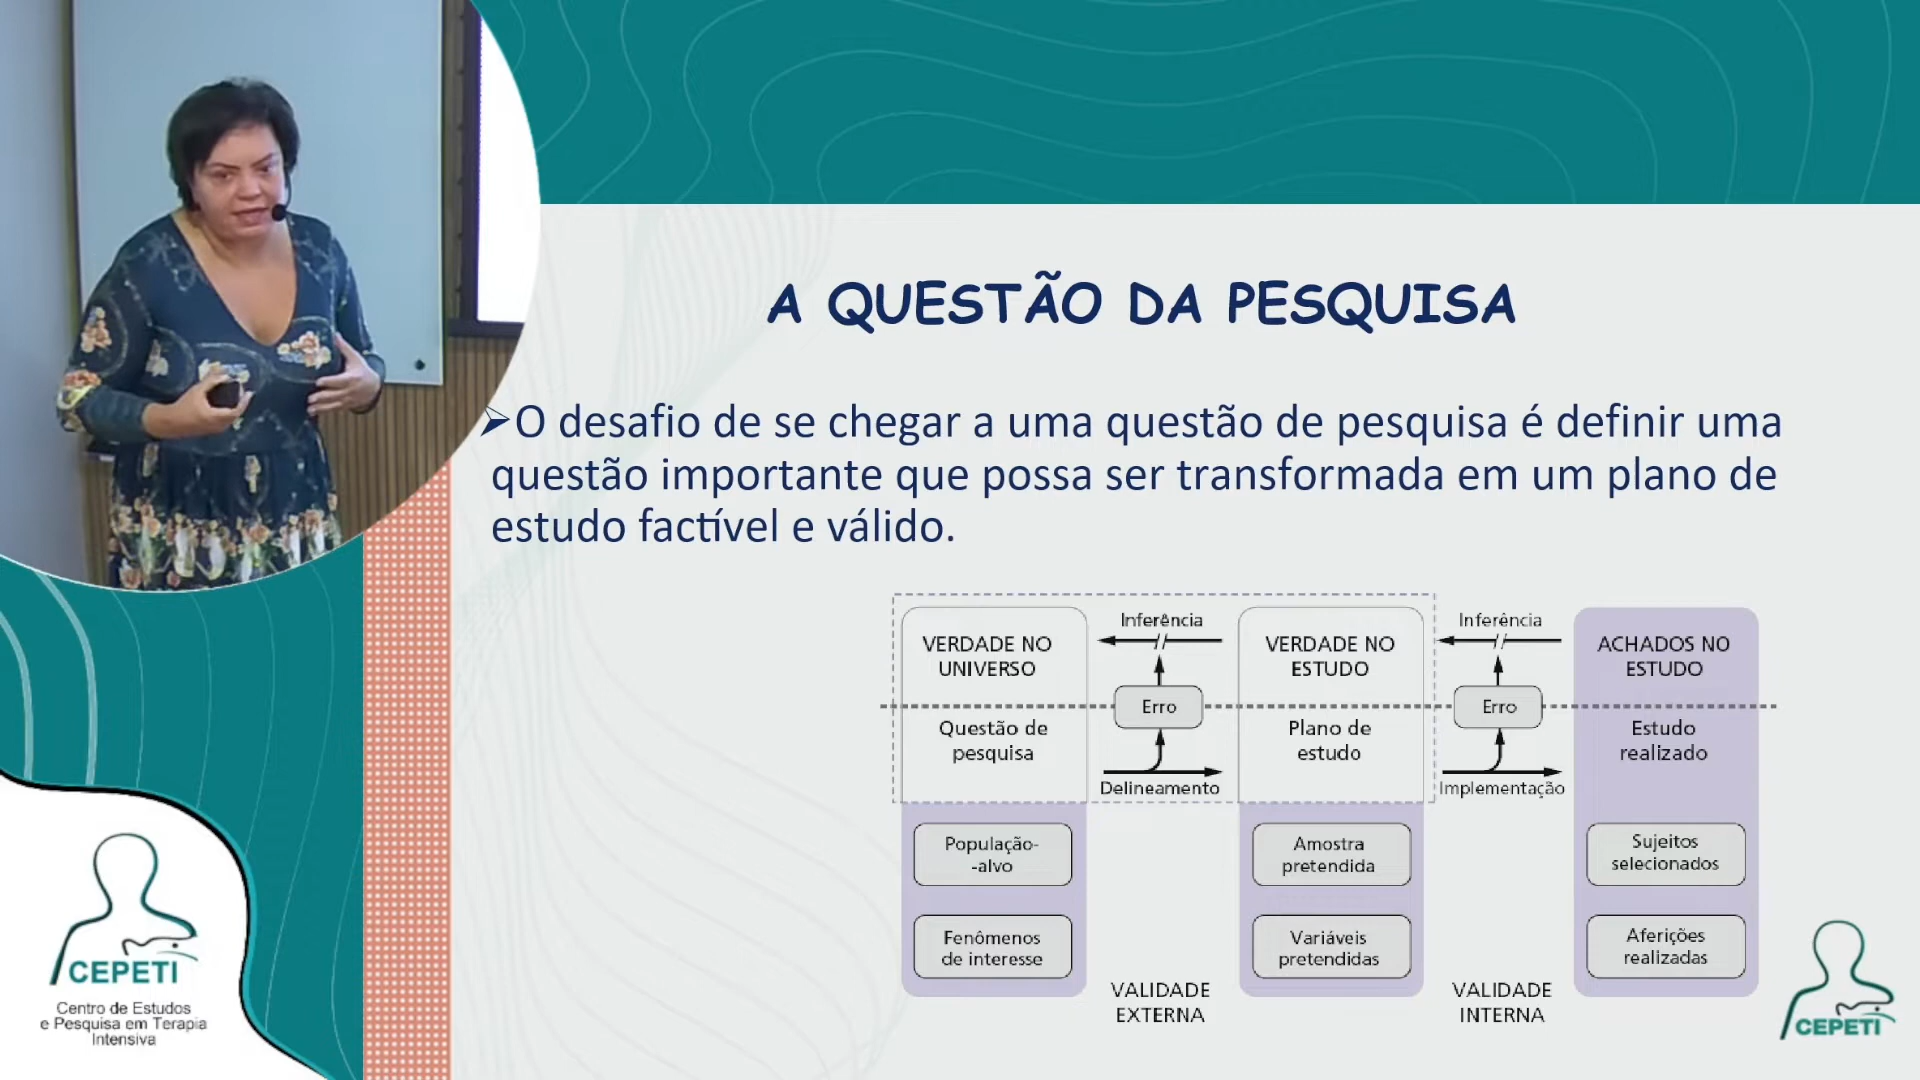 A QUESTÃO DA PESQUISA
➢O desafio de se chegar a uma questão de pesquisa é definir uma
questão importante que possa ser transformada em um plano de
estudo factível e válido.
VERDADE NO
UNIVERSO
Questão de
pesquisa
População-
-alvo
Fenômenos
de interesse
Inferência
Erro
Delineamento
VALIDADE
EXTERNA
VERDADE NO
ESTUDO
Plano de
estudo
Amostra
pretendida
Variáveis
pretendidas
Inferência
Erro
Implementação
VALIDADE
INTERNA
ACHADOS NO
ESTUDO
Estudo
realizado
Sujeitos
selecionados
Aferições
realizadas
CEPETI
Centro de Estudos
e Pesquisa em Terapia
Intensiva
CEPETI